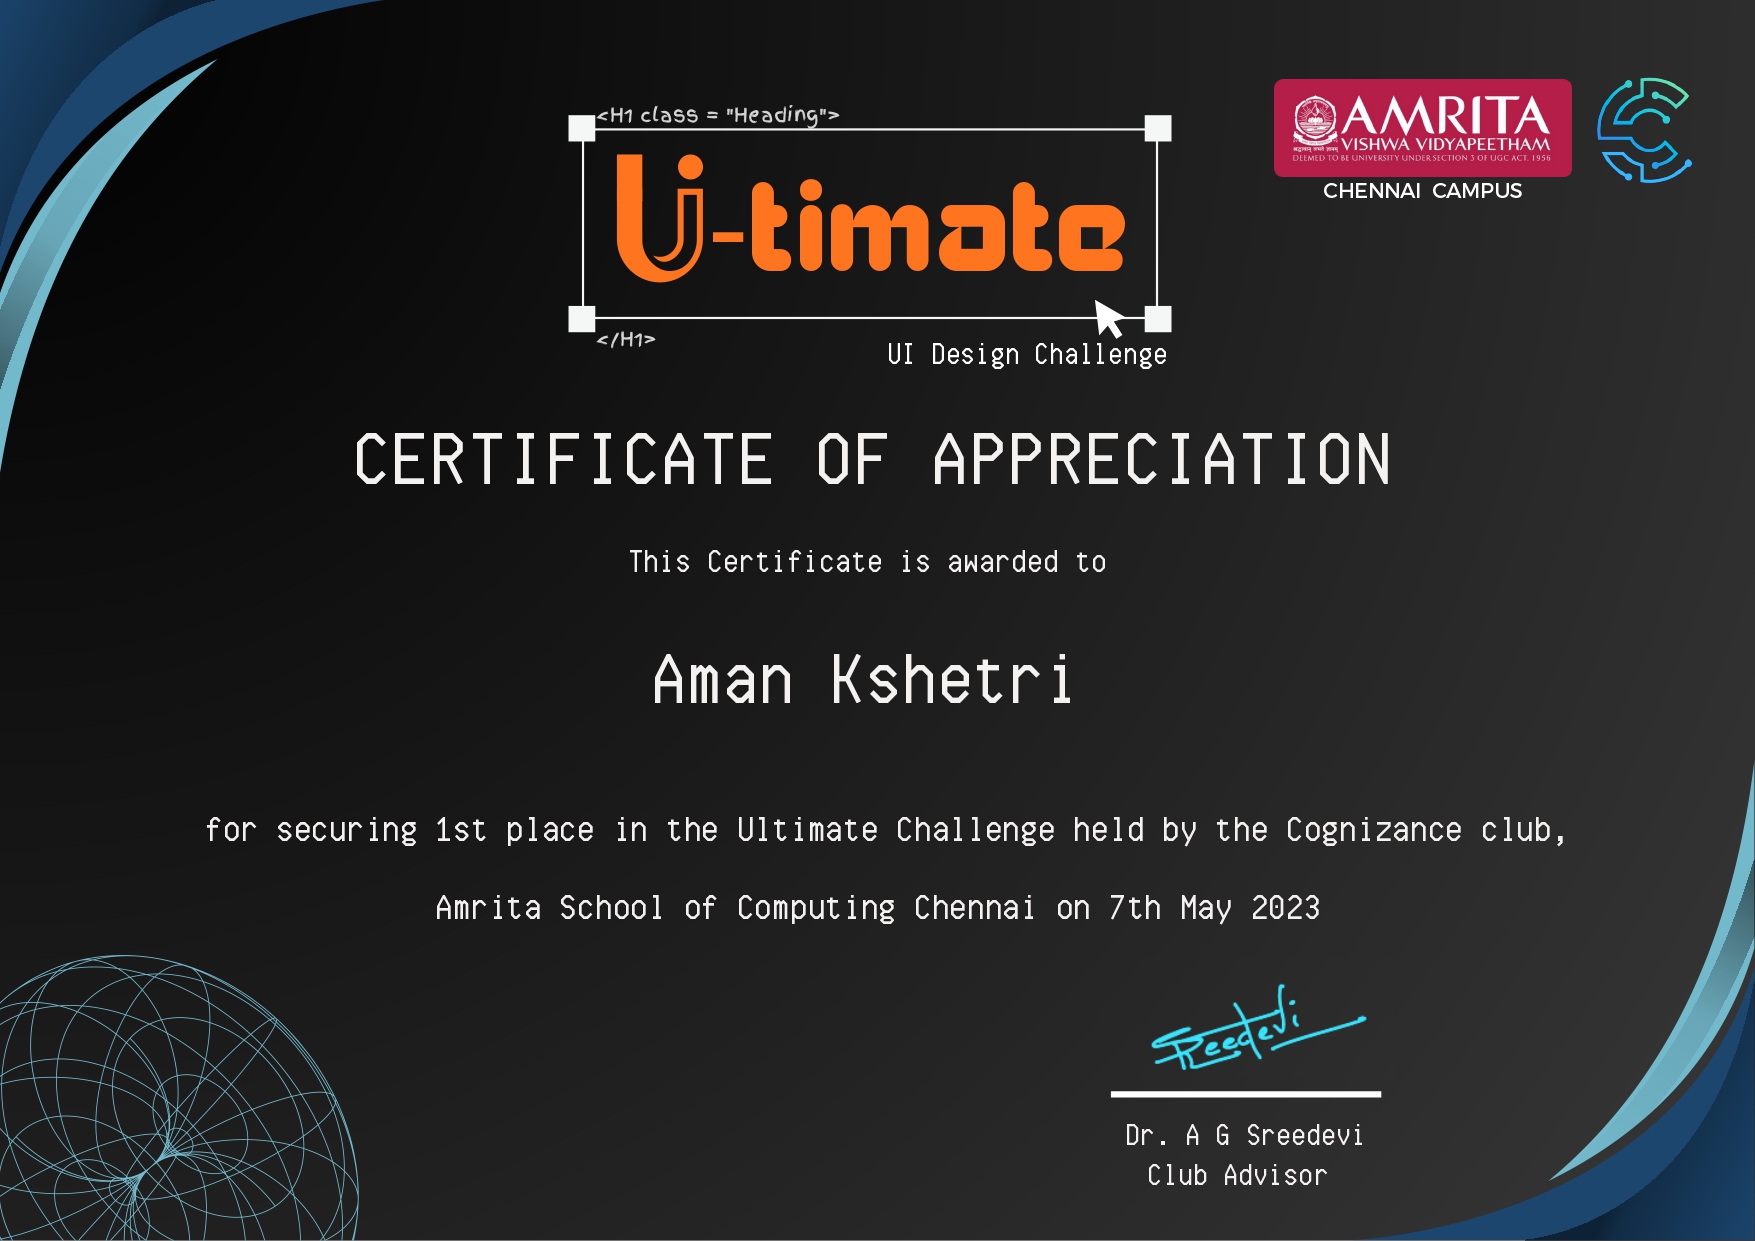 <H1 class = "Heading">
Ui-timate
</H1>
UI Design Challenge
AMRITA
VISHWA VIDYAPEETHAM
DEEMED TO BE UNIVERSITY UNDER SECTION 3 OF UGC ACT. 1956
CHENNAI CAMPUS
CERTIFICATE OF APPRECIATION
This Certificate is awarded to
Aman Kshetri
for securing 1st place in the Ultimate Challenge held by the Cognizance club,
Amrita School of Computing Chennai on 7th May 2023
Sreedevi
Dr. A G Sreedevi
Club Advisor